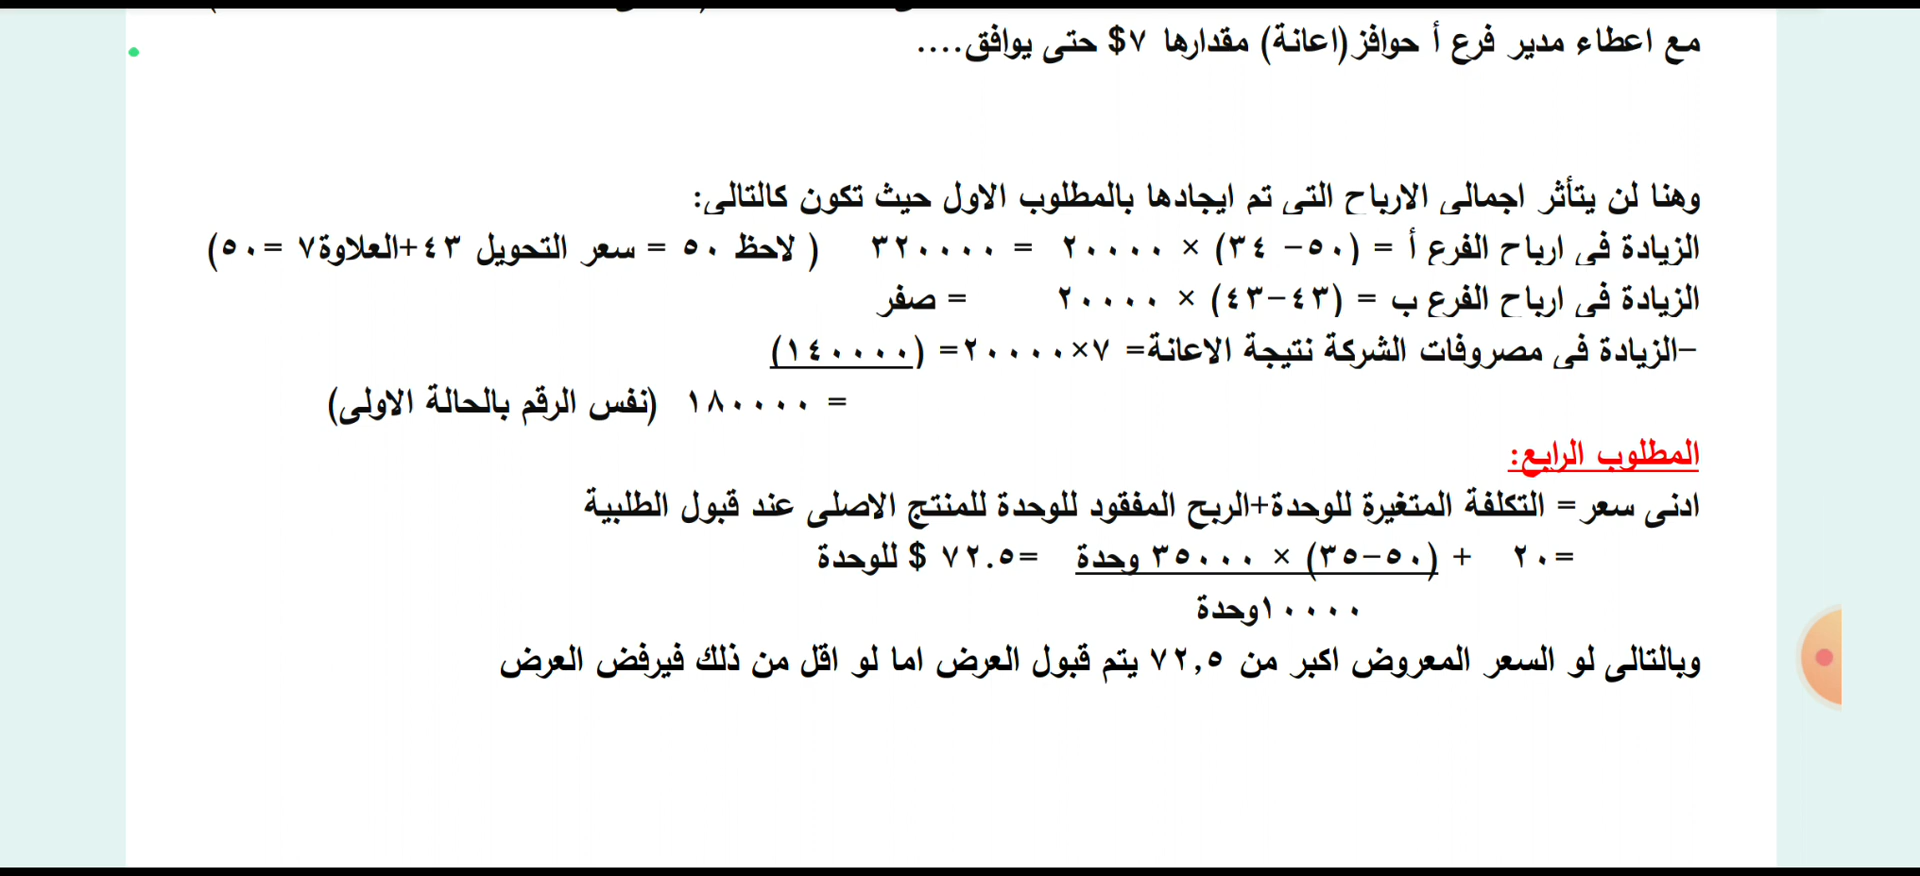 مع اعطاء مدير فرع أ حوافز(اعانة) مقدارها ٧$ حتى يوافق....
وهنا لن يتأثر اجمالى الارباح التى تم ايجادها بالمطلوب الاول حيث تكون كالتالى:
الزيادة فى ارباح الفرع أ = (٥٠- ٣٤) × ٢٠٠٠٠ = ٣٢٠٠٠٠ ( لاحظ ٥٠ = سعر التحويل ٤٣+العلاوة٧ =٥٠)
الزيادة فى ارباح الفرع ب = (٤٣-٤٣) × ٢٠٠٠٠ = صفر
-الزيادة فى مصروفات الشركة نتيجة الاعانة= ٧×٢٠٠٠٠= (١٤٠٠٠٠)
= ١٨٠٠٠٠ (نفس الرقم بالحالة الاولى)
المطلوب الرابع:
ادنى سعر= التكلفة المتغيرة للوحدة+الربح المفقود للوحدة للمنتج الاصلى عند قبول الطلبية
=٢٠ + (٥٠-٣٥) × ٣٥٠٠٠ وحدة =٧٢.٥ $ للوحدة
١٠٠٠٠وحدة
وبالتالى لو السعر المعروض اكبر من ٧٢,٥ يتم قبول العرض اما لو اقل من ذلك فيرفض العرض